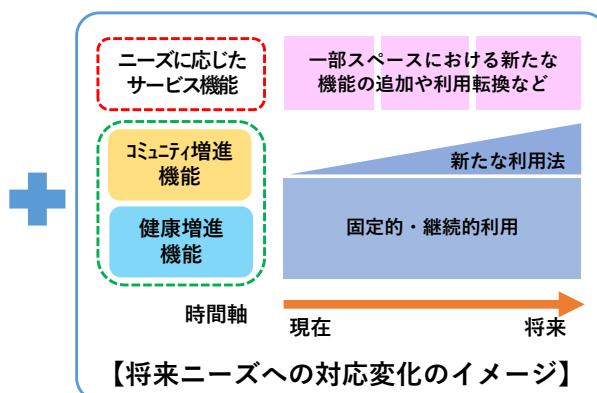 ニーズに応じた
サービス機能
一部スペースにおける新たな
機能の追加や利用転換など
ｺﾐｭﾆﾃｨ増進
機能
新たな利用法
健康増進
機能
固定的・継続的利用
時間軸
現在
将来
【将来ニーズへの対応変化のイメージ】